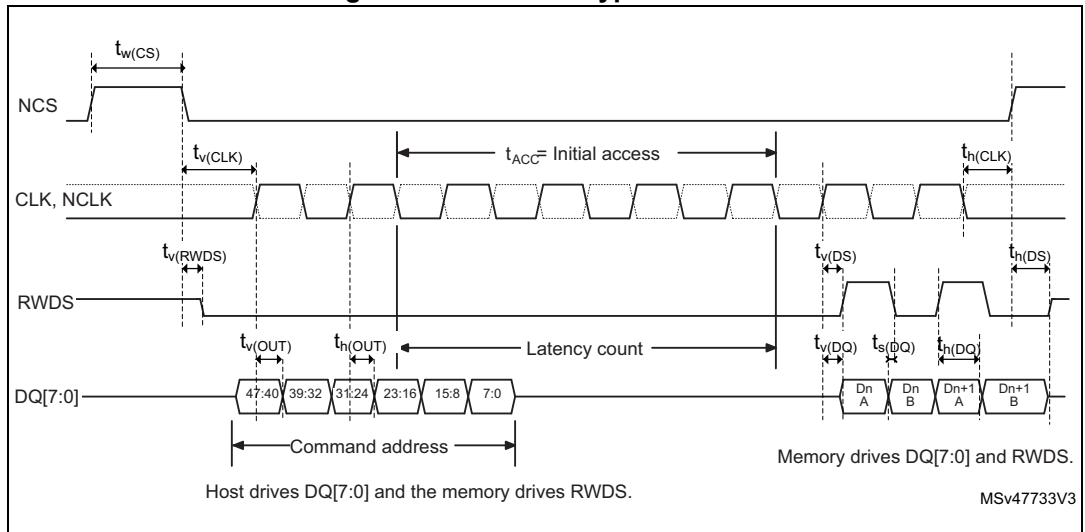 tw(CS)
NCS
tv(CLK)
tACC= Initial access
th(CLK)
CLK, NCLK
tv(RWDS)
tv(DS)
th(DS)
RWDS
tv(OUT)
th(OUT)
Latency count
tv(DQ)
ts(DQ)
th(DQ)
DQ[7:0]
47:40 39:32 31:24 23:16 15:8 7:0
Dn A
Dn B
Dn+1 A
Dn+1 B
Command address
Memory drives DQ[7:0] and RWDS.
Host drives DQ[7:0] and the memory drives RWDS.
MSv47733V3